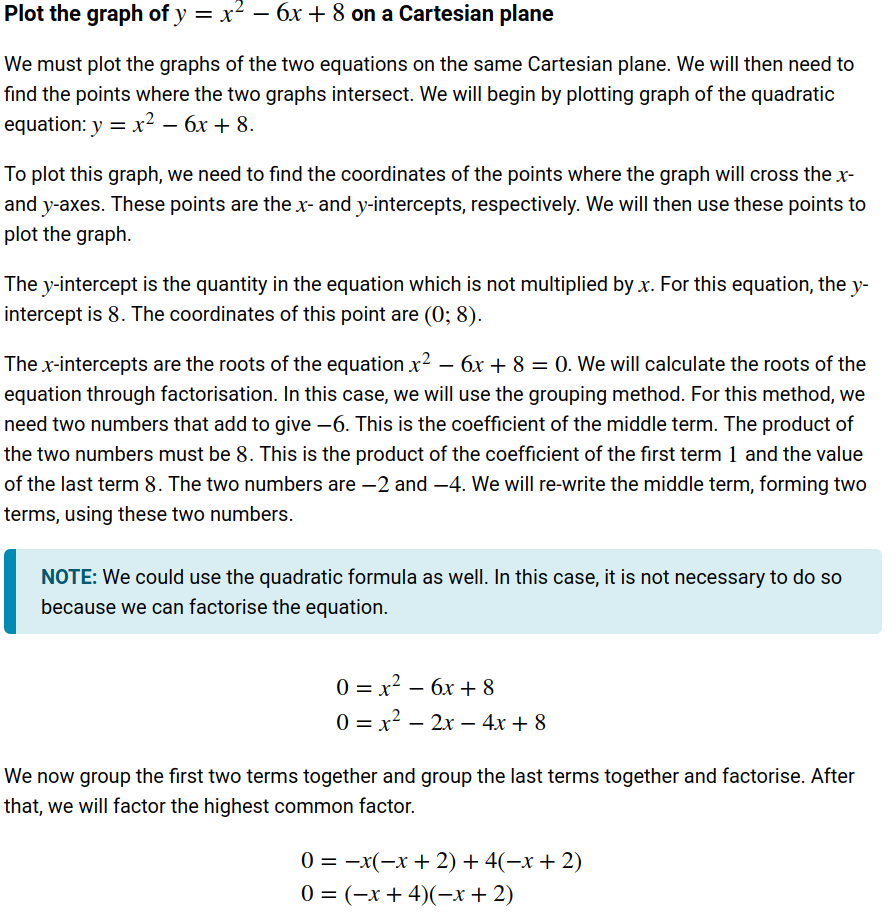 Plot the graph of y = x² − 6x + 8 on a Cartesian plane
We must plot the graphs of the two equations on the same Cartesian plane. We will then need to
find the points where the two graphs intersect. We will begin by plotting graph of the quadratic
equation: y = x² − 6x + 8.
To plot this graph, we need to find the coordinates of the points where the graph will cross the x-
and y-axes. These points are the x- and y-intercepts, respectively. We will then use these points to
plot the graph.
The y-intercept is the quantity in the equation which is not multiplied by x. For this equation, the y-
intercept is 8. The coordinates of this point are (0; 8).
The x-intercepts are the roots of the equation x² − 6x + 8 = 0. We will calculate the roots of the
equation through factorisation. In this case, we will use the grouping method. For this method, we
need two numbers that add to give −6. This is the coefficient of the middle term. The product of
the two numbers must be 8. This is the product of the coefficient of the first term 1 and the value
of the last term 8. The two numbers are −2 and −4. We will re-write the middle term, forming two
terms, using these two numbers.
NOTE: We could use the quadratic formula as well. In this case, it is not necessary to do so
because we can factorise the equation.
0 = x² − 6x + 8
0 = x² − 2x − 4x + 8
We now group the first two terms together and group the last terms together and factorise. After
that, we will factor the highest common factor.
0 = −x(−x + 2) + 4(−x + 2)
0 = (−x + 4)(−x + 2)